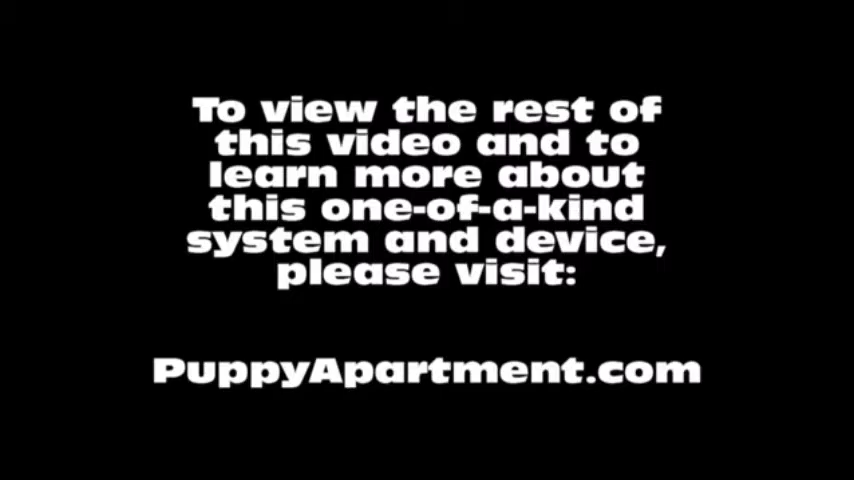 To view the rest of
this video and to
learn more about
this one-of-a-kind
system and device,
please visit:
PuppyApartment.com